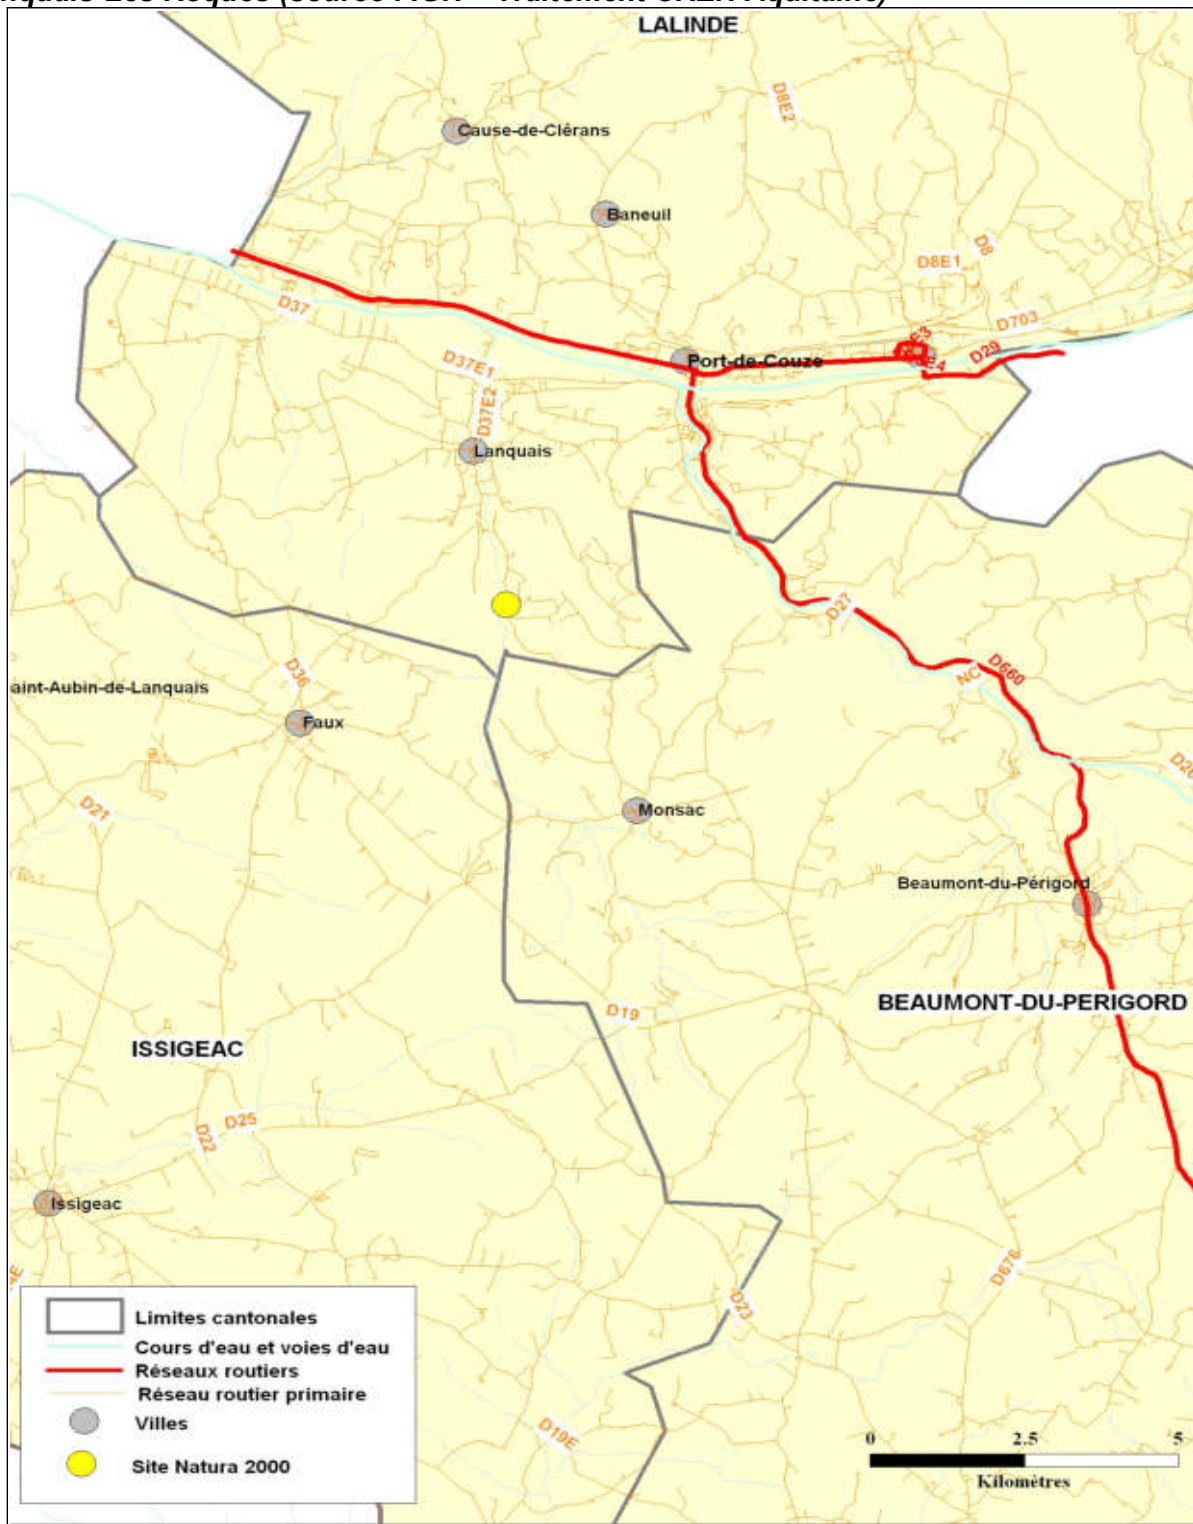 LALINDE
D8E2
Cause-de-Clérans
Baneuil
D8
D8E1
D37
D703
D29
Port-de-Couze
D37E1
D37E2
Lanquais
D27
D660
NC
D36
aint-Aubin-de-Lanquais
Faux
D21
Monsac
Beaumont-du-Périgord
D19
BEAUMONT-DU-PERIGORD
ISSIGEAC
D25
D22
Issigeac
D676
D23
D19E
Limites cantonales
Cours d'eau et voies d'eau
Réseaux routiers
Réseau routier primaire
Villes
Site Natura 2000
0 2.5 5
Kilomètres